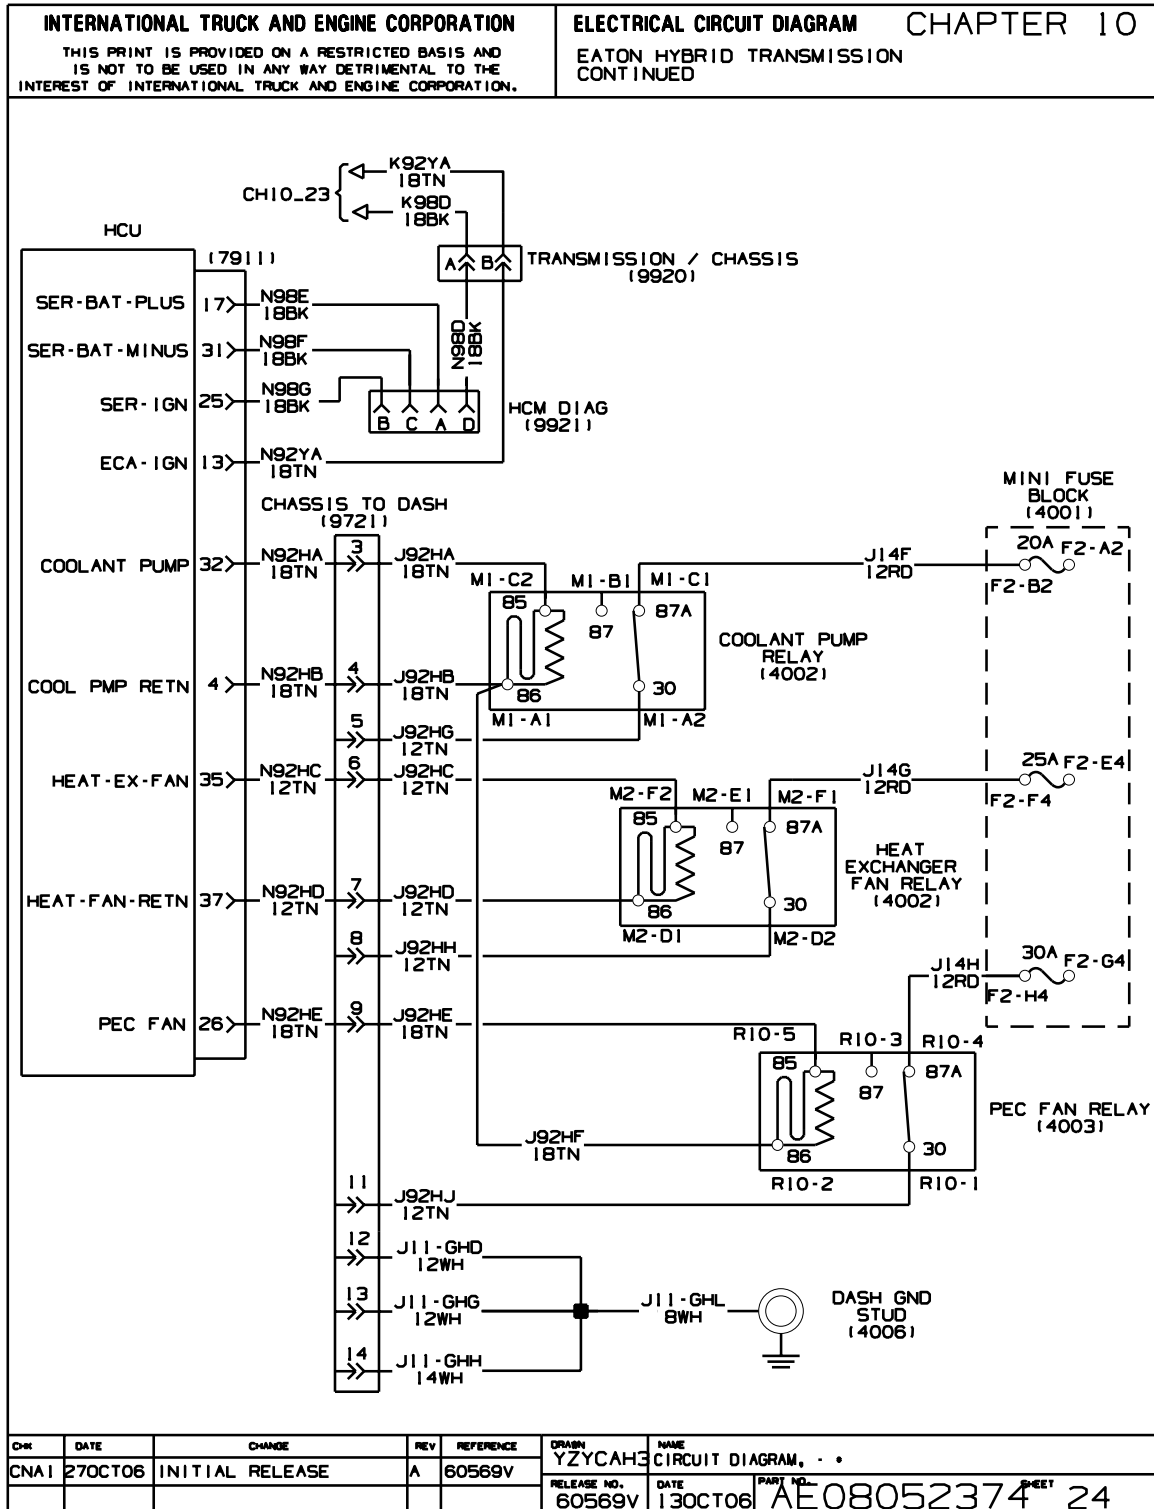 INTERNATIONAL TRUCK AND ENGINE CORPORATION
THIS PRINT IS PROVIDED ON A RESTRICTED BASIS AND
IS NOT TO BE USED IN ANY WAY DETRIMENTAL TO THE
INTEREST OF INTERNATIONAL TRUCK AND ENGINE CORPORATION.
ELECTRICAL CIRCUIT DIAGRAM
CHAPTER 10
EATON HYBRID TRANSMISSION
CONTINUED
CH10_23
K92YA
18TN
K98D
18BK
HCU
(7911)
A B
TRANSMISSION / CHASSIS
(9920)
SER-BAT-PLUS 17 N98E
18BK
N98D
18BK
SER-BAT-MINUS 31 N98F
18BK
SER-IGN 25 N98G
18BK
B C A D
HCM DIAG
(9921)
ECA-IGN 13 N92YA
18TN
CHASSIS TO DASH
(9721)
MINI FUSE
BLOCK
(4001)
COOLANT PUMP 32 N92HA
18TN
3
J92HA
18TN
J14F
12RD
20A F2-A2
F2-B2
M1-C2 M1-B1 M1-C1
85 87 87A
COOLANT PUMP
RELAY
(4002)
COOL PMP RETN 4 N92HB
18TN
4
J92HB
18TN
86 30
M1-A1 M1-A2
5
J92HG
12TN
HEAT-EX-FAN 35 N92HC
12TN
6
J92HC
12TN
J14G
12RD
25A F2-E4
F2-F4
M2-F2 M2-E1 M2-F1
85 87 87A
HEAT
EXCHANGER
FAN RELAY
(4002)
HEAT-FAN-RETN 37 N92HD
12TN
7
J92HD
12TN
86 30
M2-D1 M2-D2
8
J92HH
12TN
J14H
12RD
30A F2-G4
F2-H4
PEC FAN 26 N92HE
18TN
9
J92HE
18TN
R10-5 R10-3 R10-4
85 87 87A
PEC FAN RELAY
(4003)
J92HF
18TN
86 30
R10-2 R10-1
11
J92HJ
12TN
12
J11-GHD
12WH
13
J11-GHG
12WH
J11-GHL
8WH
DASH GND
STUD
(4006)
14
J11-GHH
14WH
CHK DATE CHANGE REV REFERENCE
CNA1 27OCT06 INITIAL RELEASE A 60569V
DRAWN
YZYCAH3
NAME
CIRCUIT DIAGRAM, - *
RELEASE NO.
60569V
DATE
13OCT06
PART NO.
AE08052374F
SHEET
24